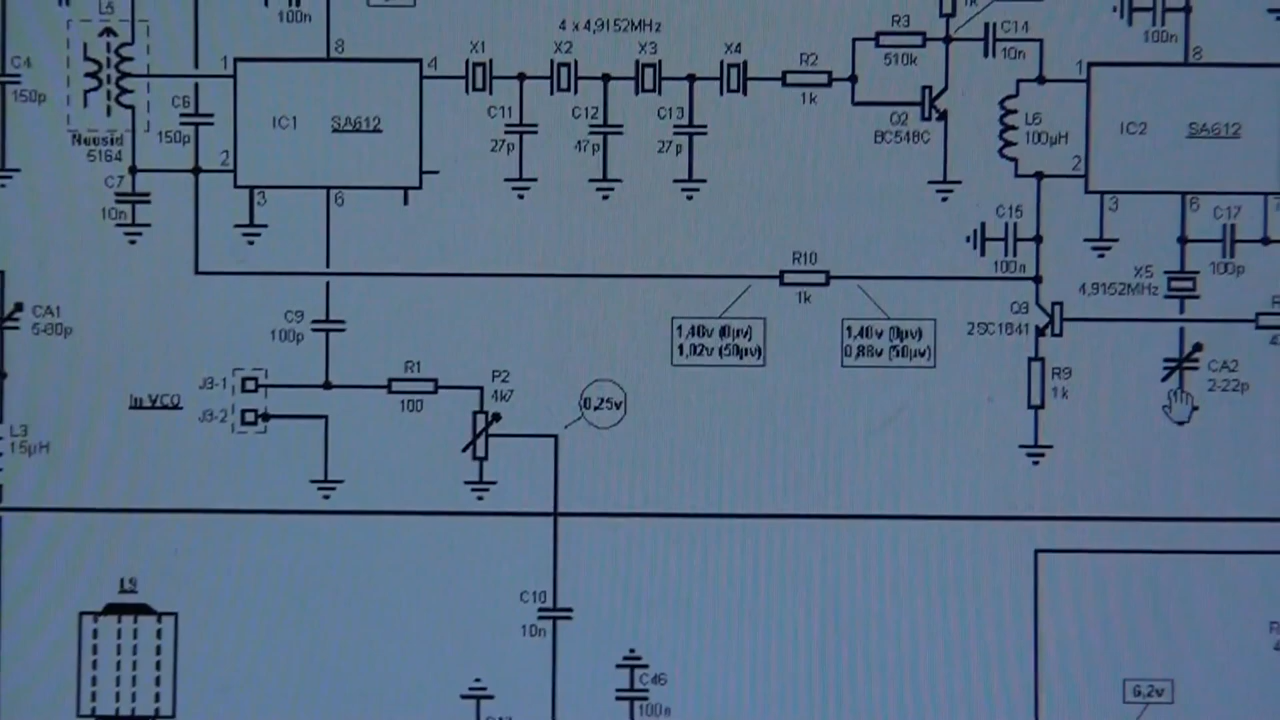 L5
100n
4 x 4,9152MHz
R3
510k
1k
C14
10n
100n
C4
150p
1
8
4
X1
X2
X3
X4
R2
1k
1
8
C6
150p
IC1
SA612
C11
27p
C12
47p
C13
27p
Q2
BC548C
L6
100µH
IC2
SA612
Neosid
5164
2
C7
10n
3
6
2
3
6
7
C15
100n
C17
100p
R10
1k
X5
4,9152MHz
CA1
C9
100p
1,40v (0µv)
1,02v (50µv)
1,40v (0µv)
0,88v (50µv)
Q3
2SC1841
R9
1k
CA2
2-22p
J3-1
J3-2
In VCO
R1
100
P2
4k7
0,25v
L3
15µH
L9
C10
10n
C46
100n
6,2v